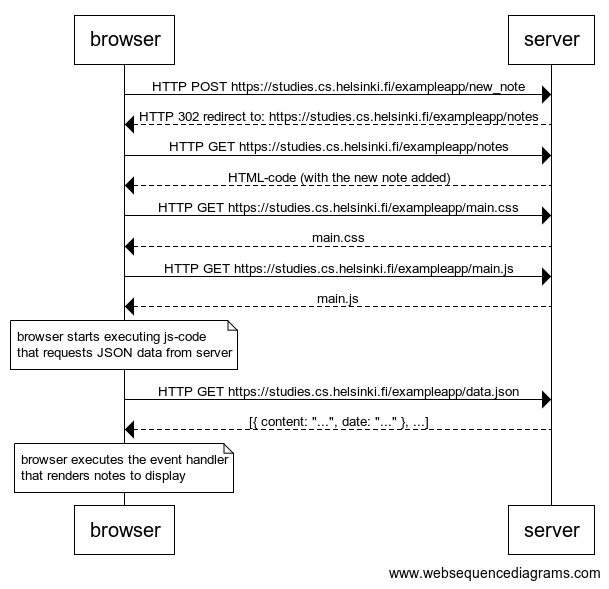 browser server
HTTP POST https://studies.cs.helsinki.fi/exampleapp/new_note
HTTP 302 redirect to: https://studies.cs.helsinki.fi/exampleapp/notes
HTTP GET https://studies.cs.helsinki.fi/exampleapp/notes
HTML-code (with the new note added)
HTTP GET https://studies.cs.helsinki.fi/exampleapp/main.css
main.css
HTTP GET https://studies.cs.helsinki.fi/exampleapp/main.js
main.js
browser starts executing js-code
that requests JSON data from server
HTTP GET https://studies.cs.helsinki.fi/exampleapp/data.json
[{ content: "...", date: "..." }, ...]
browser executes the event handler
that renders notes to display
browser server
www.websequencediagrams.com